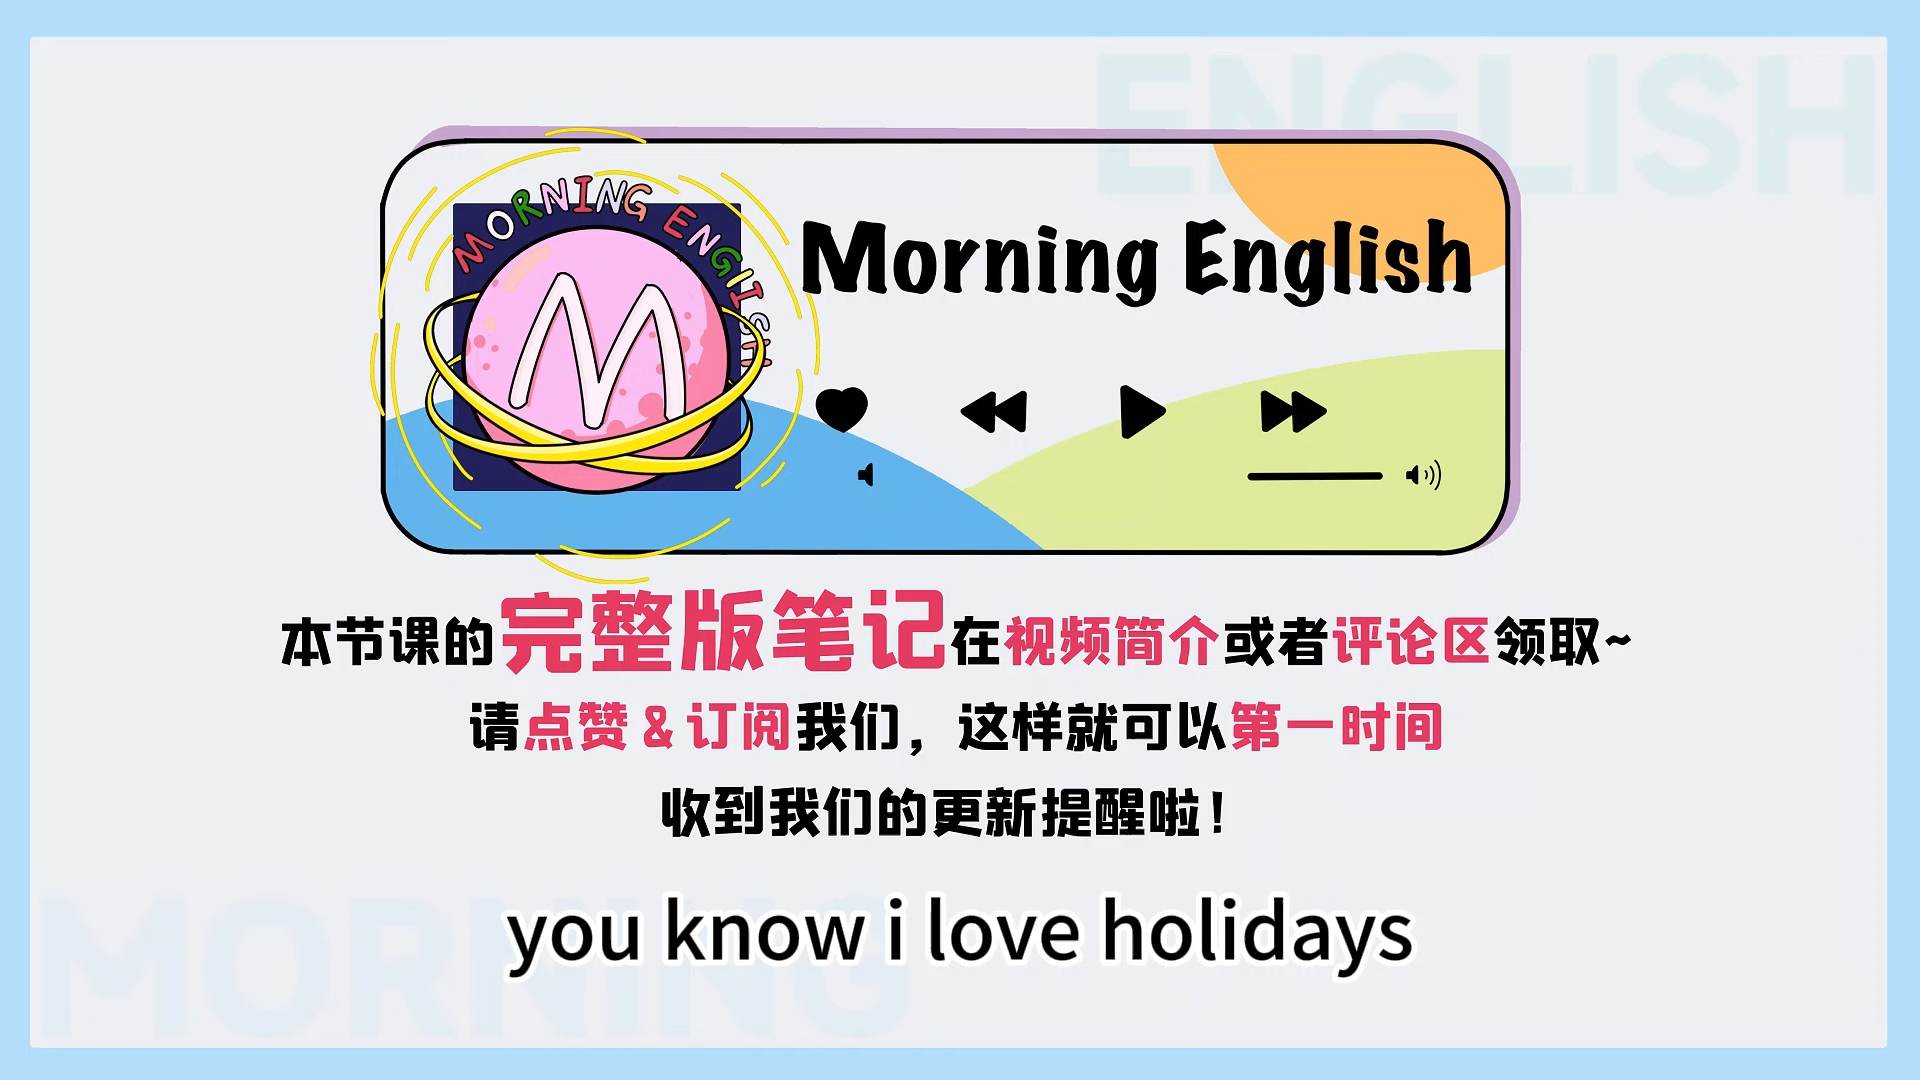 ENGLISH
MORNING ENGLISH
M
Morning English
本节课的完整版笔记在视频简介或者评论区领取~
请点赞&订阅我们，这样就可以第一时间
收到我们的更新提醒啦！
MORNING
you know i love holidays